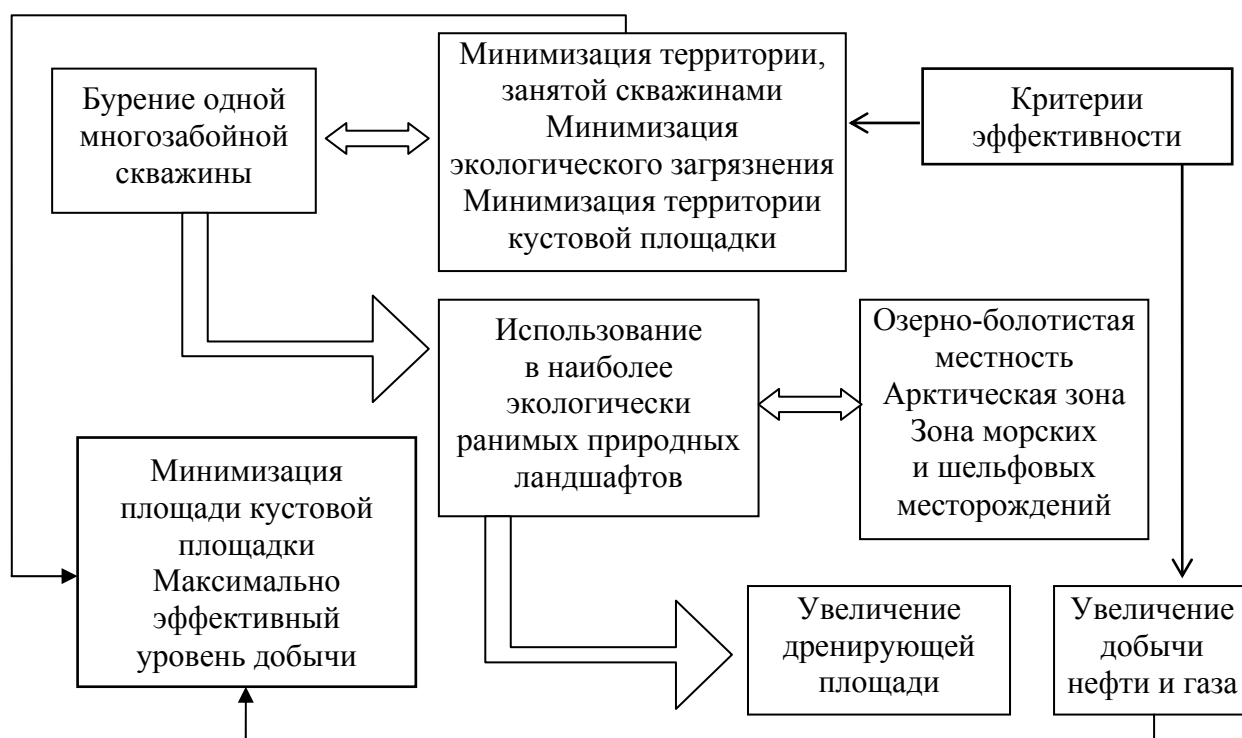 Бурение одной
многозабойной
скважины
Минимизация территории,
занятой скважинами
Минимизация
экологического загрязнения
Минимизация территории
кустовой площадки
Критерии
эффективности
Использование
в наиболее
экологически
ранимых природных
ландшафтов
Озерно-болотистая
местность
Арктическая зона
Зона морских
и шельфовых
месторождений
Минимизация
площади кустовой
площадки
Максимально
эффективный
уровень добычи
Увеличение
дренирующей
площади
Увеличение
добычи
нефти и газа